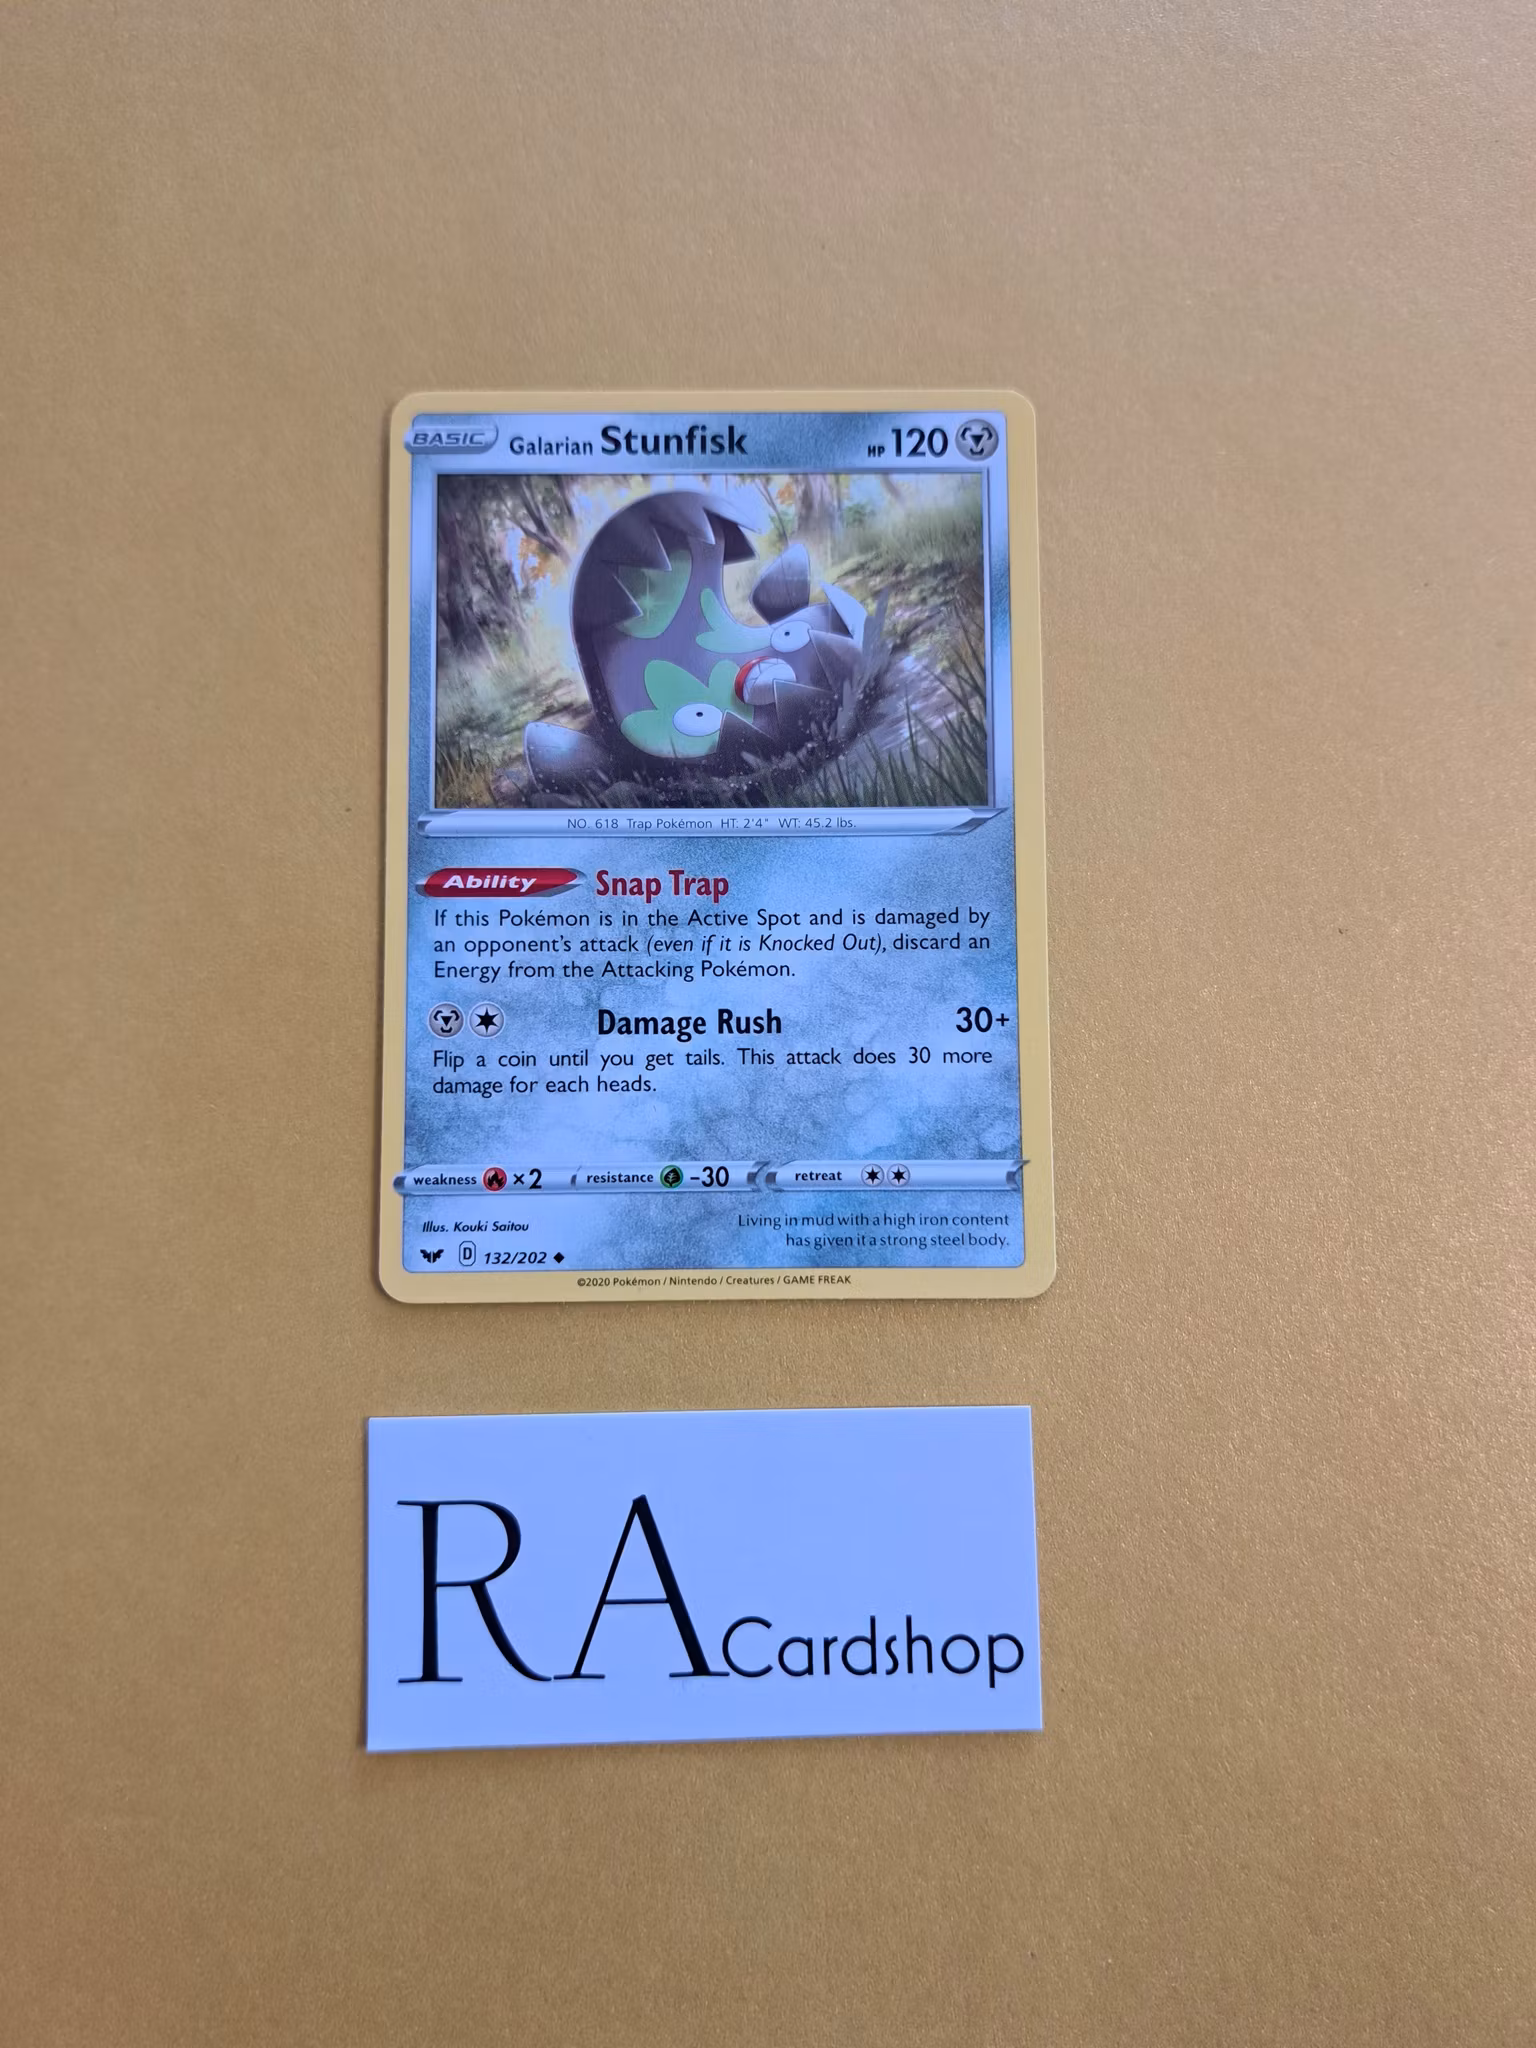 BASIC Galarian Stunfisk HP 120
NO. 618 Trap Pokémon HT: 2'4" WT: 45.2 lbs.
Ability Snap Trap
If this Pokémon is in the Active Spot and is damaged by
an opponent's attack (even if it is Knocked Out), discard an
Energy from the Attacking Pokémon.
Damage Rush 30+
Flip a coin until you get tails. This attack does 30 more
damage for each heads.
weakness ×2 resistance -30 retreat
Illus. Kouki Saitou
Living in mud with a high iron content
has given it a strong steel body.
D 132/202
©2020 Pokémon / Nintendo / Creatures / GAME FREAK
RA Cardshop